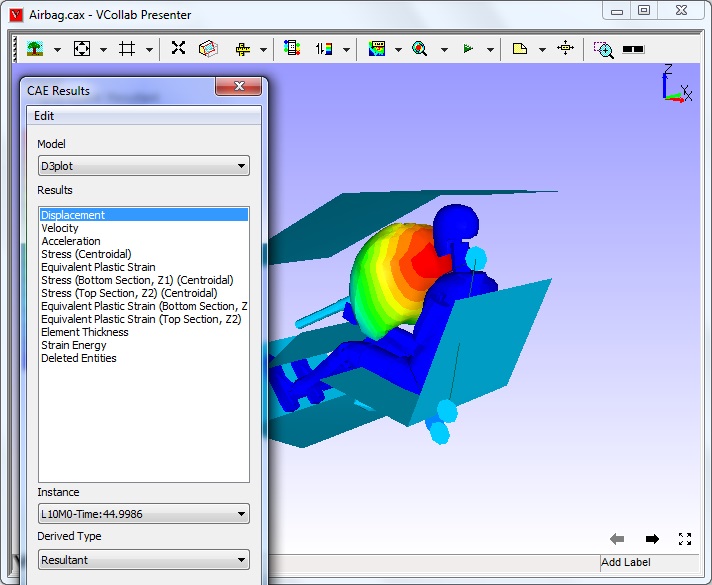 Airbag.cax - VCollab Presenter
CAE Results
Edit
Model
D3plot
Results
Displacement
Velocity
Acceleration
Stress (Centroidal)
Equivalent Plastic Strain
Stress (Bottom Section, Z1) (Centroidal)
Stress (Top Section, Z2) (Centroidal)
Equivalent Plastic Strain (Bottom Section, Z
Equivalent Plastic Strain (Top Section, Z2)
Element Thickness
Strain Energy
Deleted Entities
Instance
L10M0-Time:44.9986
Derived Type
Resultant
Z
Y
X
Add Label